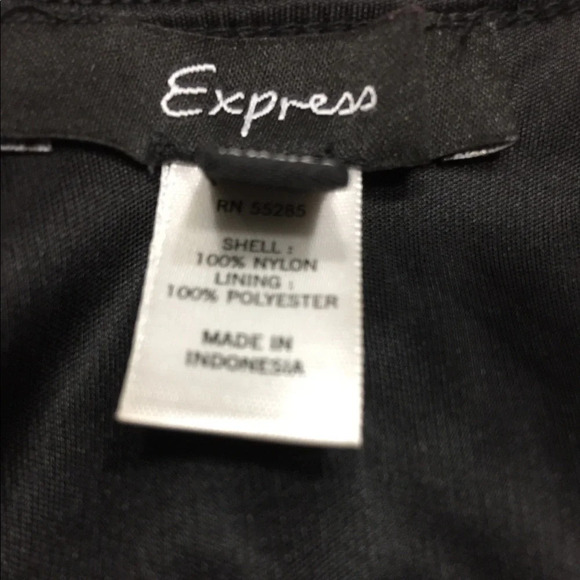 Express
RN 55285
SHELL :
100% NYLON
LINING :
100% POLYESTER
MADE IN
INDONESIA